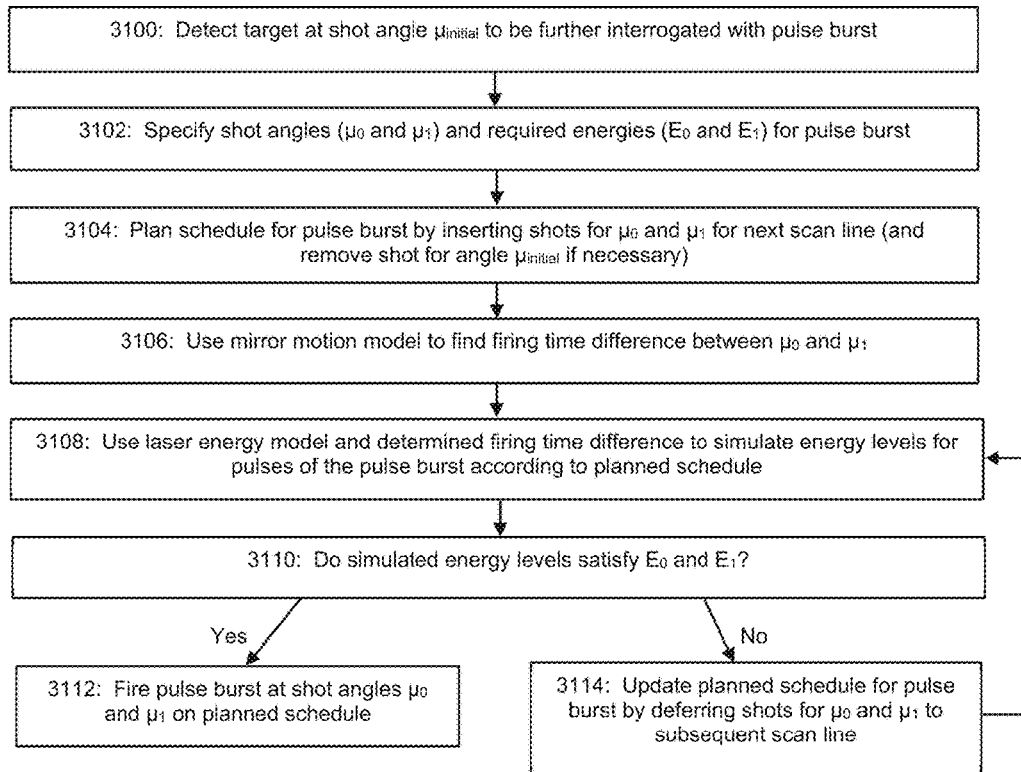 3100: Detect target at shot angle µinitial to be further interrogated with pulse burst
3102: Specify shot angles (µ0 and µ1) and required energies (E0 and E1) for pulse burst
3104: Plan schedule for pulse burst by inserting shots for µ0 and µ1 for next scan line (and
remove shot for angle µinitial if necessary)
3106: Use mirror motion model to find firing time difference between µ0 and µ1
3108: Use laser energy model and determined firing time difference to simulate energy levels for
pulses of the pulse burst according to planned schedule
3110: Do simulated energy levels satisfy E0 and E1?
Yes
No
3112: Fire pulse burst at shot angles µ0
and µ1 on planned schedule
3114: Update planned schedule for pulse
burst by deferring shots for µ0 and µ1 to
subsequent scan line